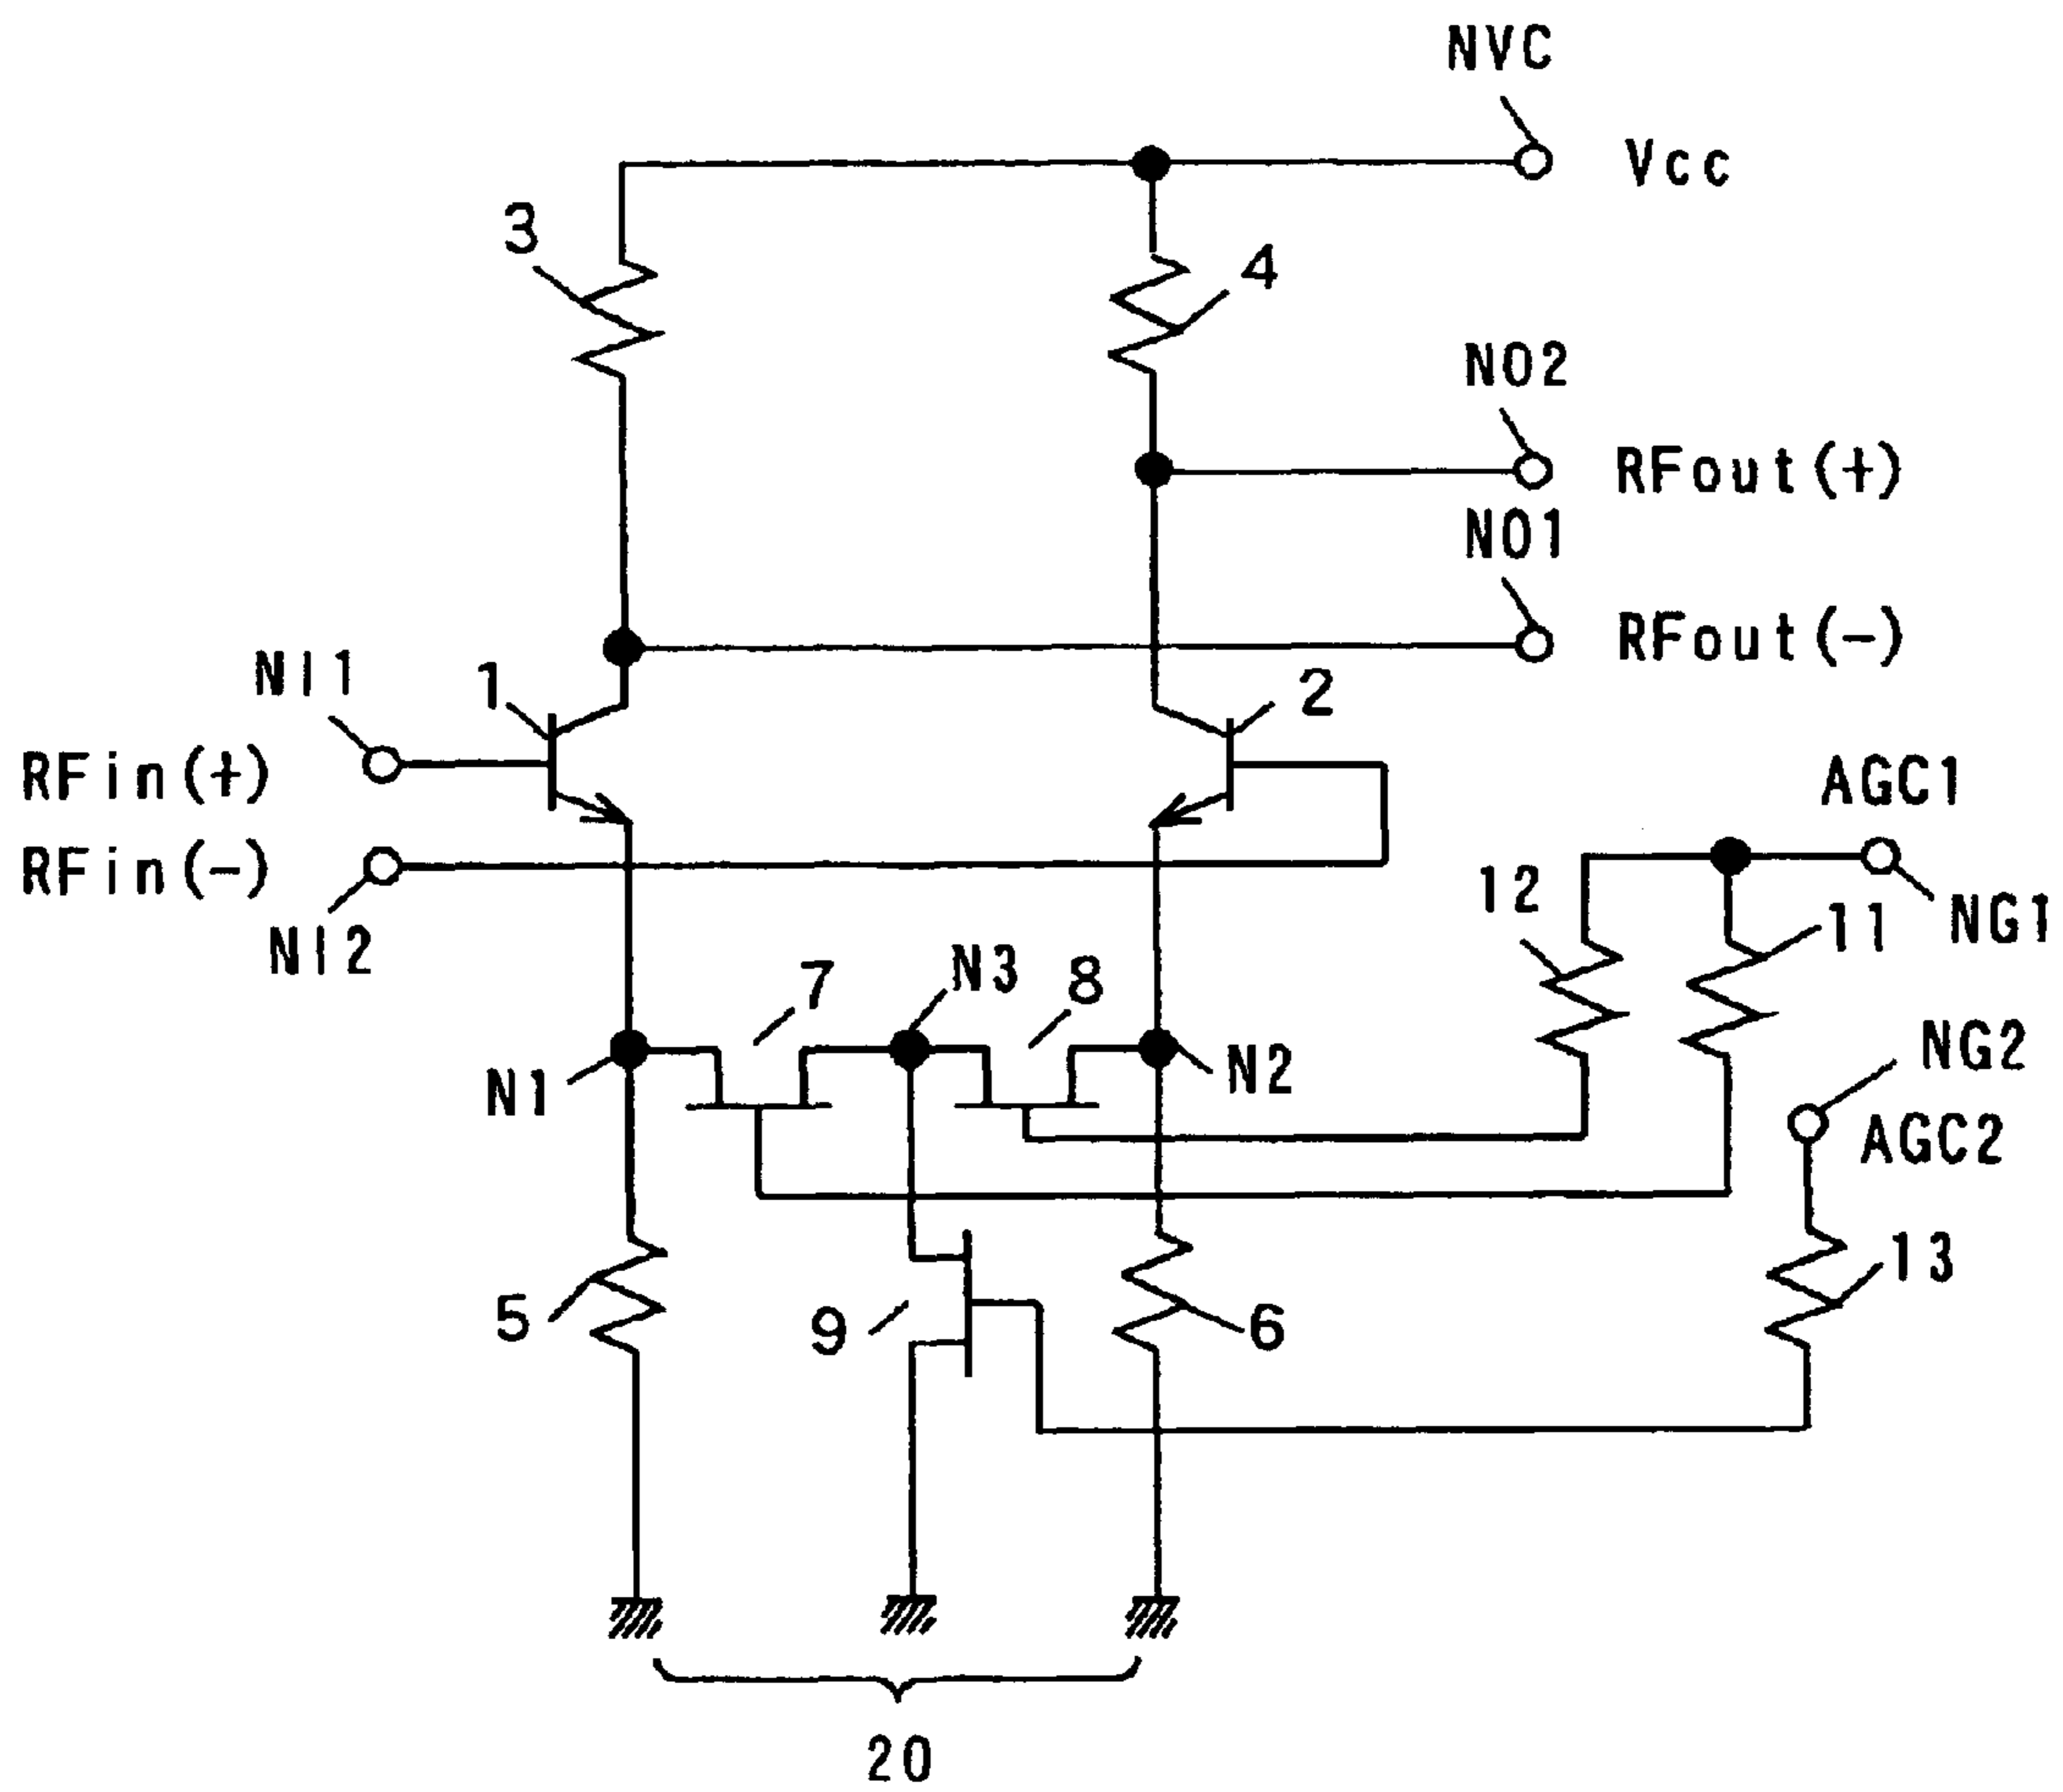 NVC
Vcc
3
4
NO2
RFout(+)
NO1
RFout(-)
NI1
1
2
RFin(+)
AGC1
RFin(-)
12
11
NG1
NI2
7
N3
8
NG2
N1
N2
AGC2
13
5
9
6
20